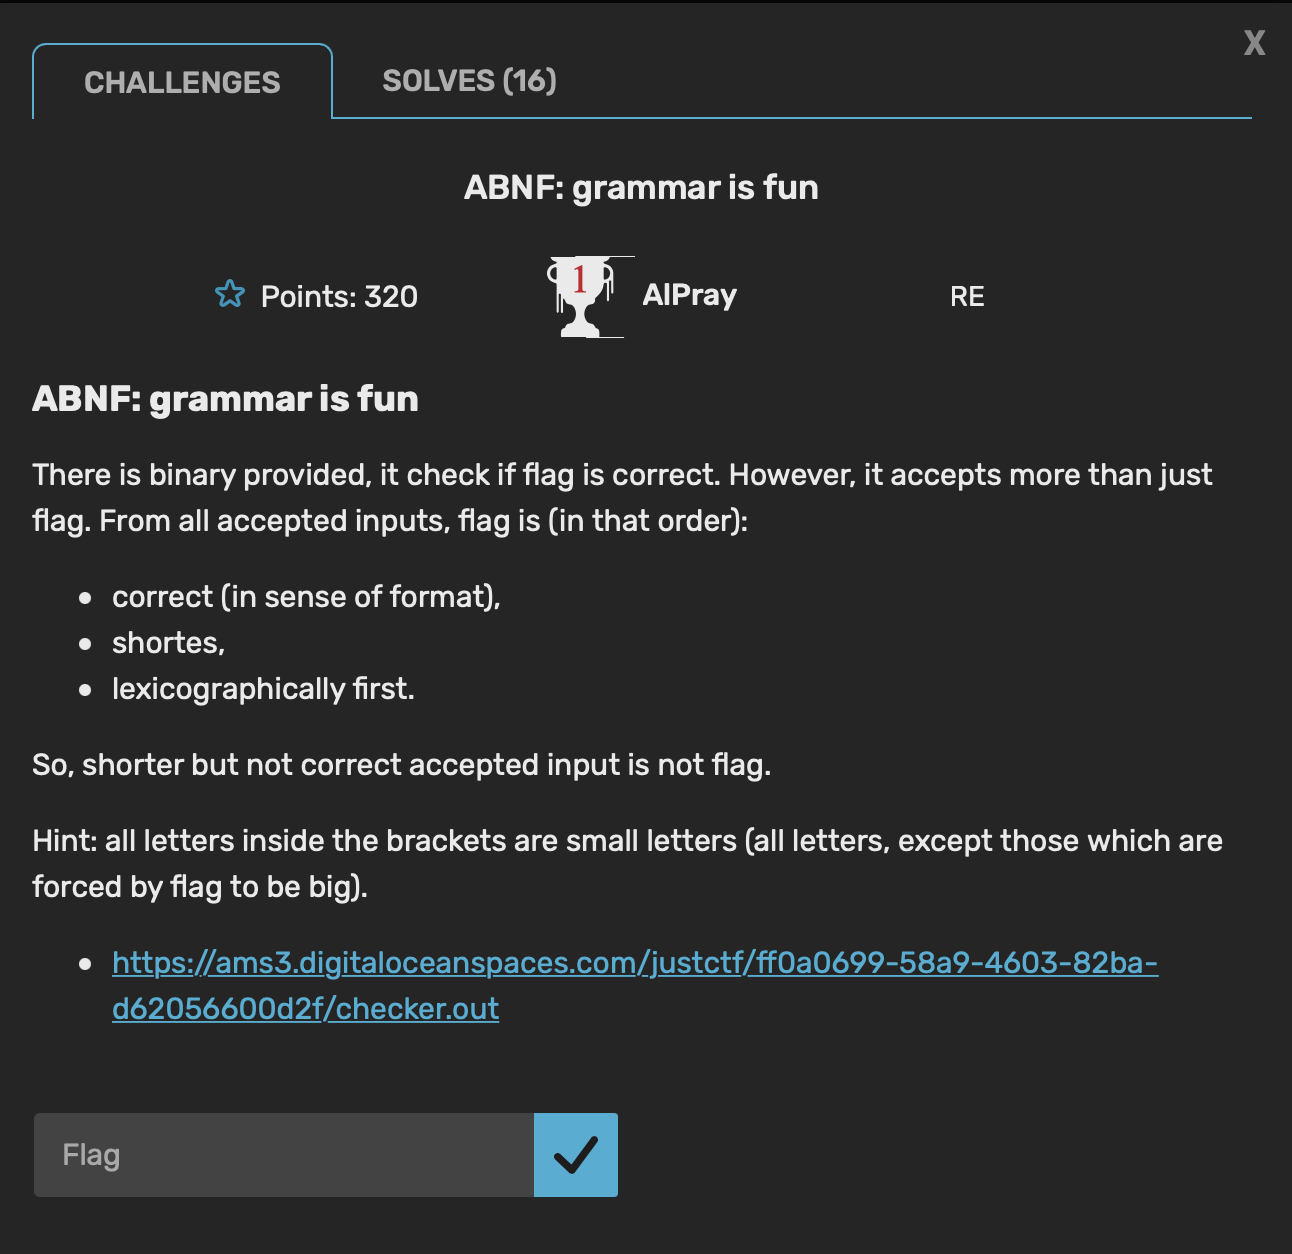 X
CHALLENGES
SOLVES (16)
ABNF: grammar is fun
Points: 320
1
AlPray
RE
ABNF: grammar is fun
There is binary provided, it check if flag is correct. However, it accepts more than just
flag. From all accepted inputs, flag is (in that order):
correct (in sense of format),
shortes,
lexicographically first.
So, shorter but not correct accepted input is not flag.
Hint: all letters inside the brackets are small letters (all letters, except those which are
forced by flag to be big).
https://ams3.digitaloceanspaces.com/justctf/ff0a0699-58a9-4603-82ba-
d62056600d2f/checker.out
Flag